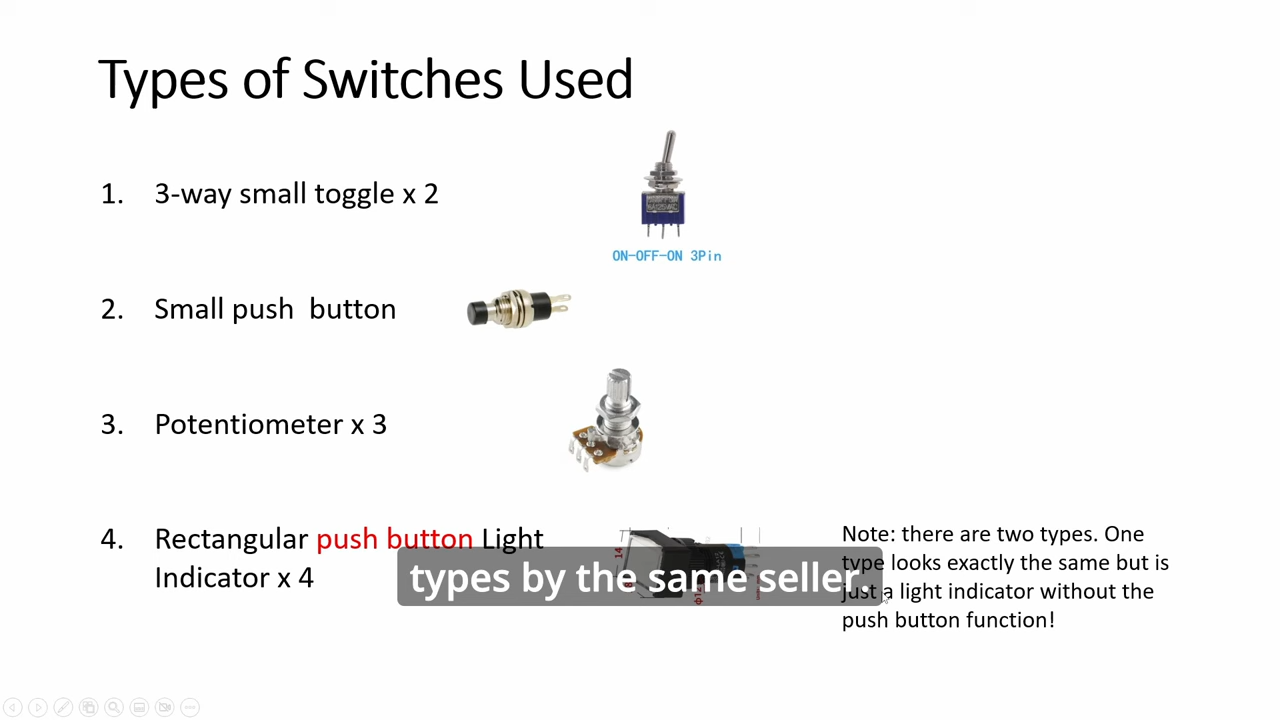 Types of Switches Used
1. 3-way small toggle x 2
ON-OFF-ON 3Pin
2. Small push button
3. Potentiometer x 3
4. Rectangular push button Light
Indicator x 4
14
Note: there are two types. One
type looks exactly the same but is
just a light indicator without the
push button function!
types by the same seller.